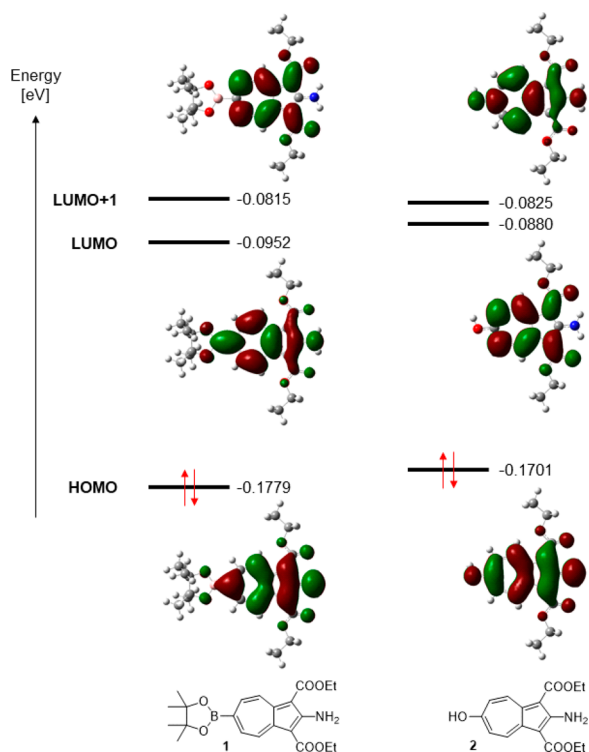 Energy
[eV]
LUMO+1
-0.0815
-0.0825
-0.0880
LUMO
-0.0952
-0.1701
HOMO
-0.1779
COOEt
O
B
O
NH2
COOEt
1
COOEt
HO
NH2
COOEt
2